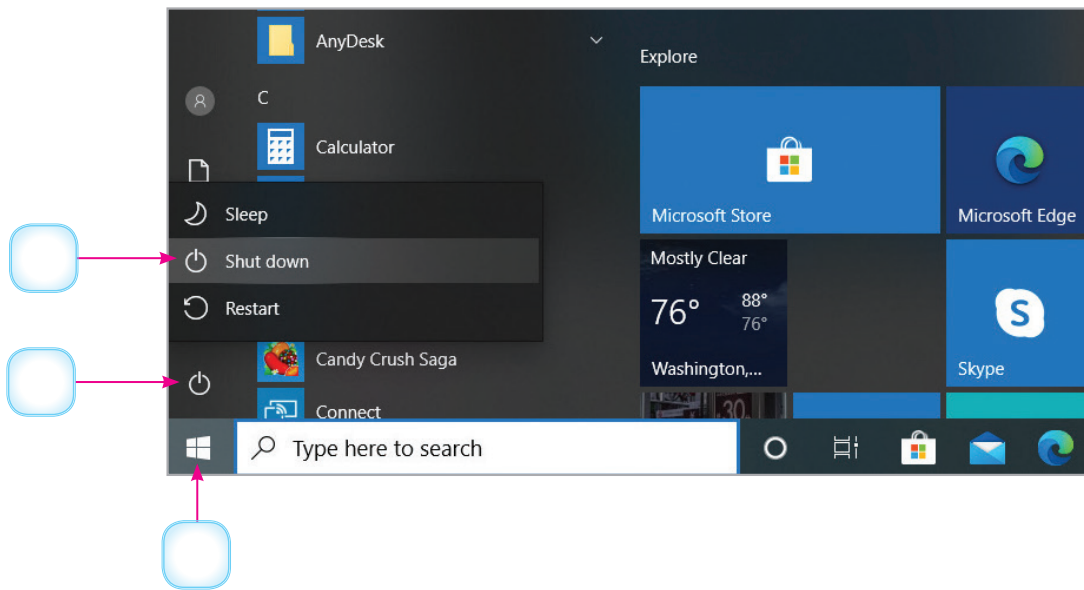 AnyDesk
C
Calculator
Sleep
Shut down
Restart
Candy Crush Saga
Connect
Type here to search
Explore
Microsoft Store
Microsoft Edge
Mostly Clear
76° 88°
76°
Washington,...
Skype
S
30